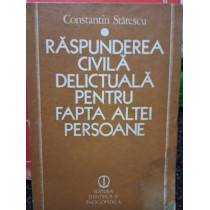 Constantin Stătescu
RĂSPUNDEREA
CIVILĂ
DELICTUALĂ
PENTRU
FAPTA ALTEI
PERSOANE
EDITURA
ȘTIINȚIFICĂ ȘI
ENCICLOPEDICĂ